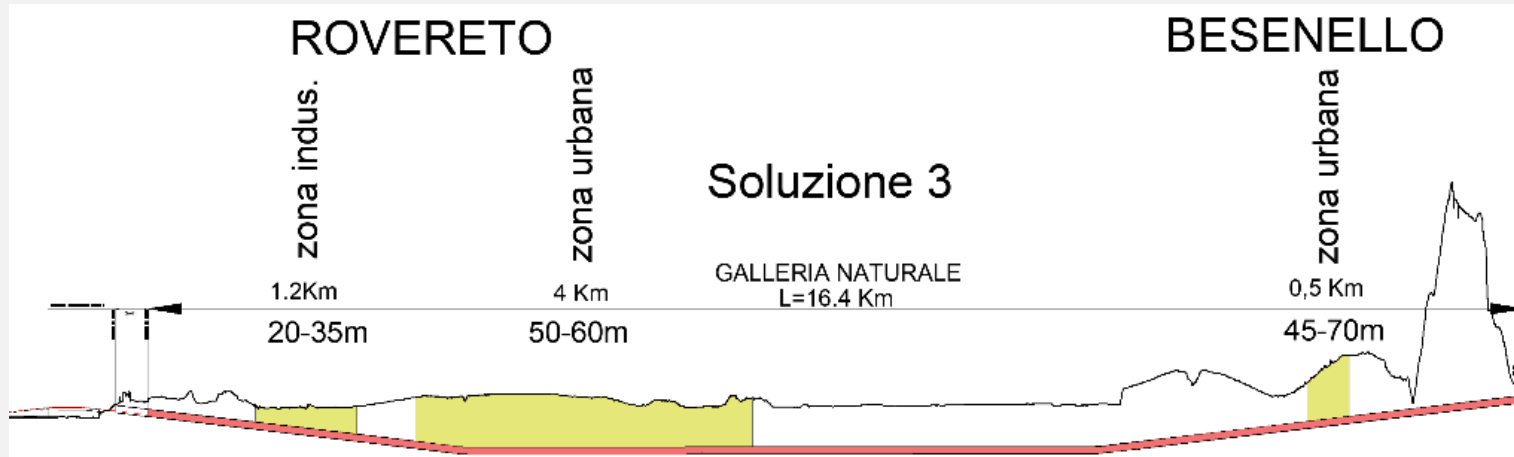 ROVERETO
BESENELLO
zona indus.
zona urbana
zona urbana
Soluzione 3
GALLERIA NATURALE
L=16.4 Km
1.2Km
4 Km
0,5 Km
20-35m
50-60m
45-70m